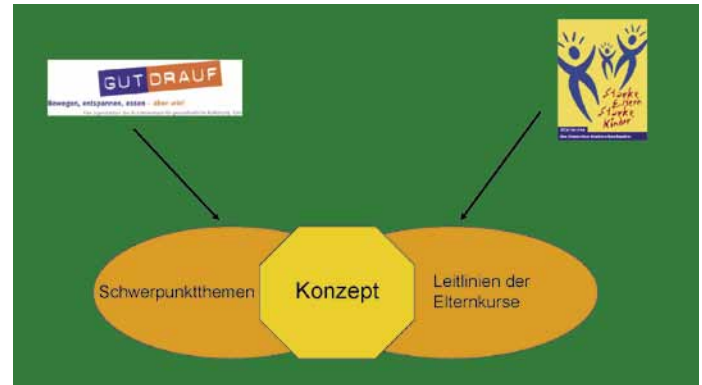 GUT DRAUF
Bewegen, entspannen, essen – aber wie!
Starke
Eltern
Starke
Kinder
Schwerpunktthemen
Konzept
Leitlinien der
Elternkurse